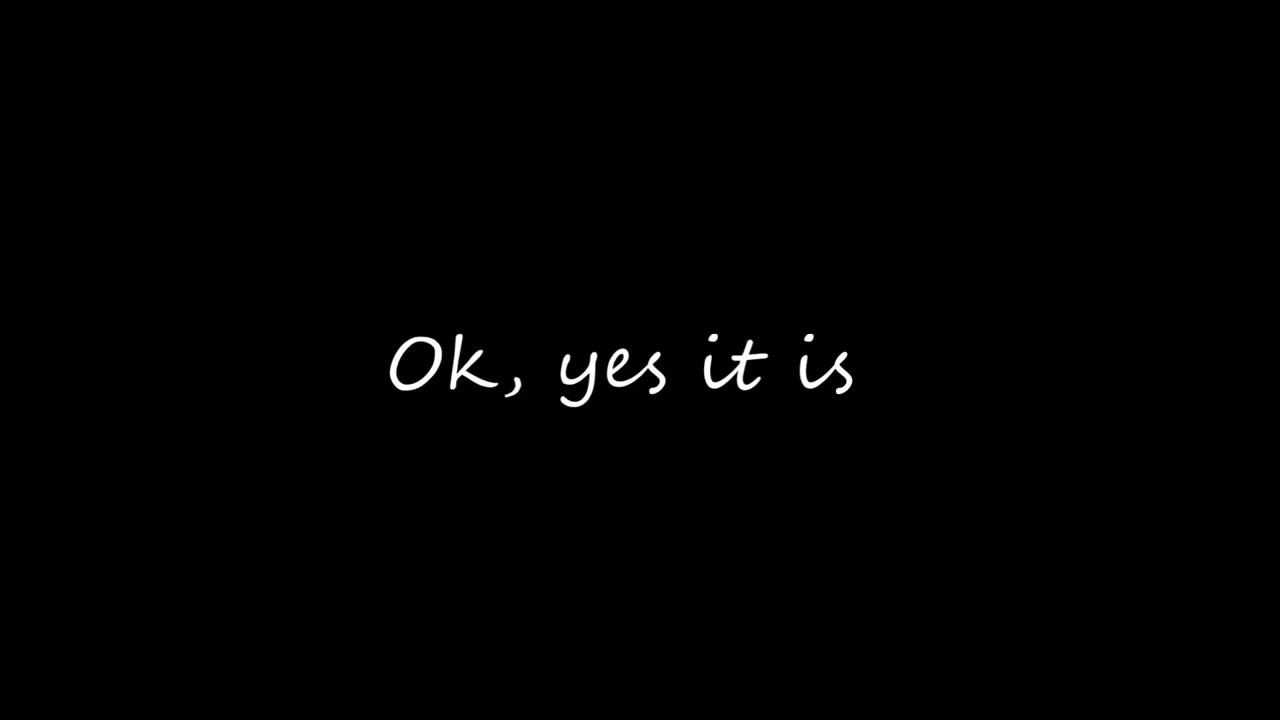 Ok, yes it is